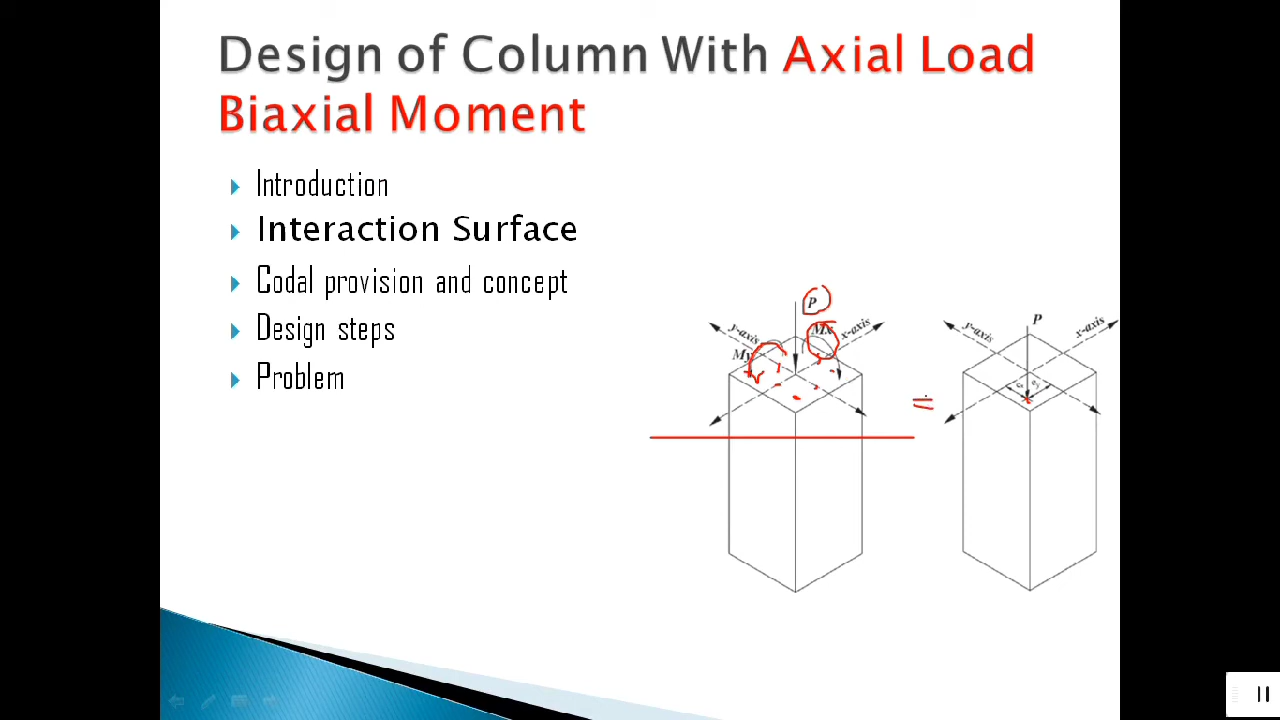 Design of Column With Axial Load
Biaxial Moment
Introduction
Interaction Surface
Codal provision and concept
Design steps
Problem
P
Mx
x-axis
y-axis
My
=
P
x-axis
y-axis